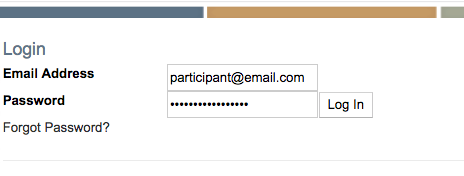 Login
Email Address participant@email.com
Password ••••••••••••••••• Log In
Forgot Password?